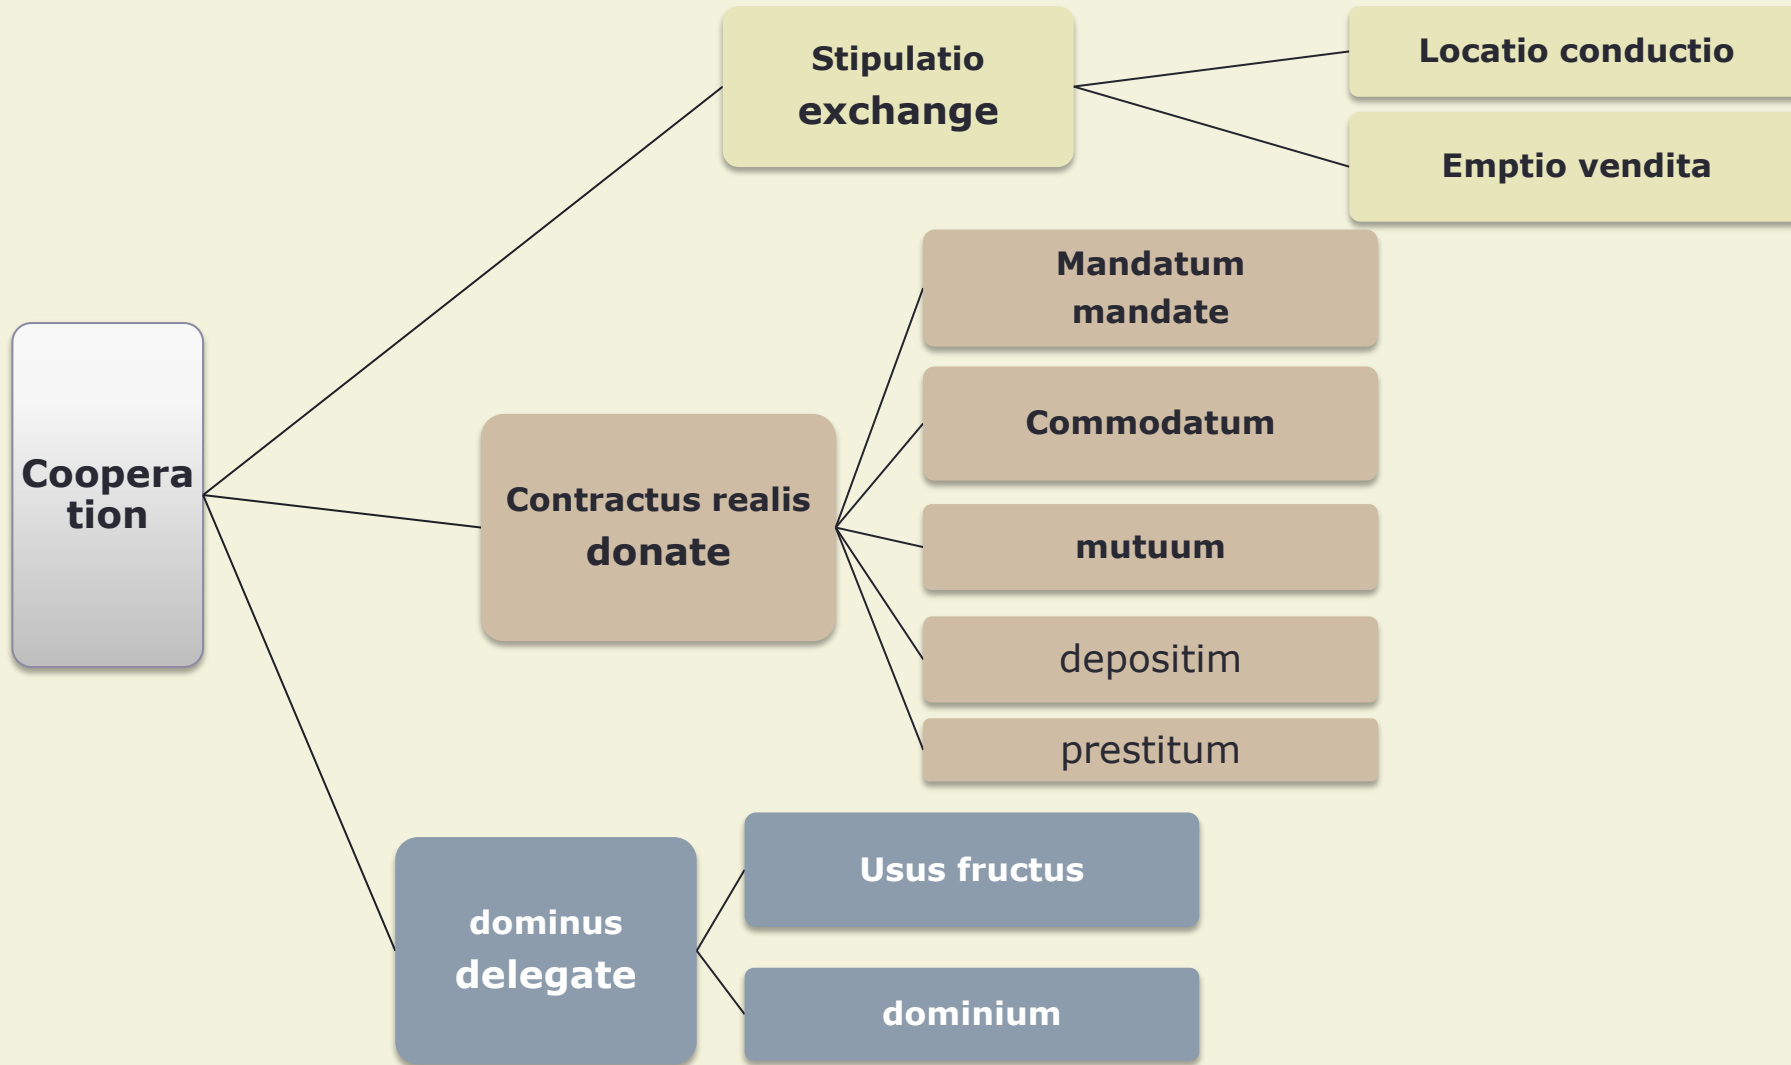 Stipulatio
exchange
Locatio conductio
Emptio vendita
Mandatum
mandate
Commodatum
Coopera
tion
Contractus realis
donate
mutuum
depositim
prestitum
dominus
delegate
Usus fructus
dominium